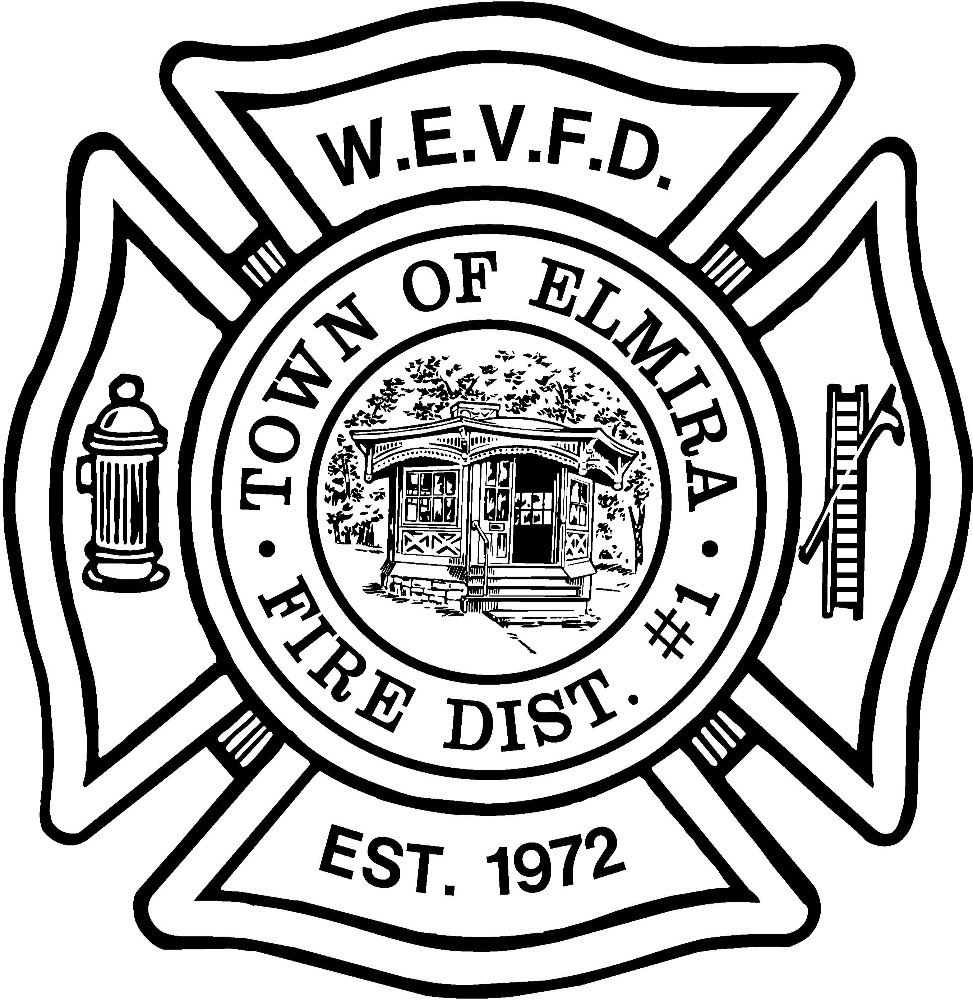 W.E.V.F.D.
TOWN OF ELMIRA
FIRE DIST. #1
EST. 1972